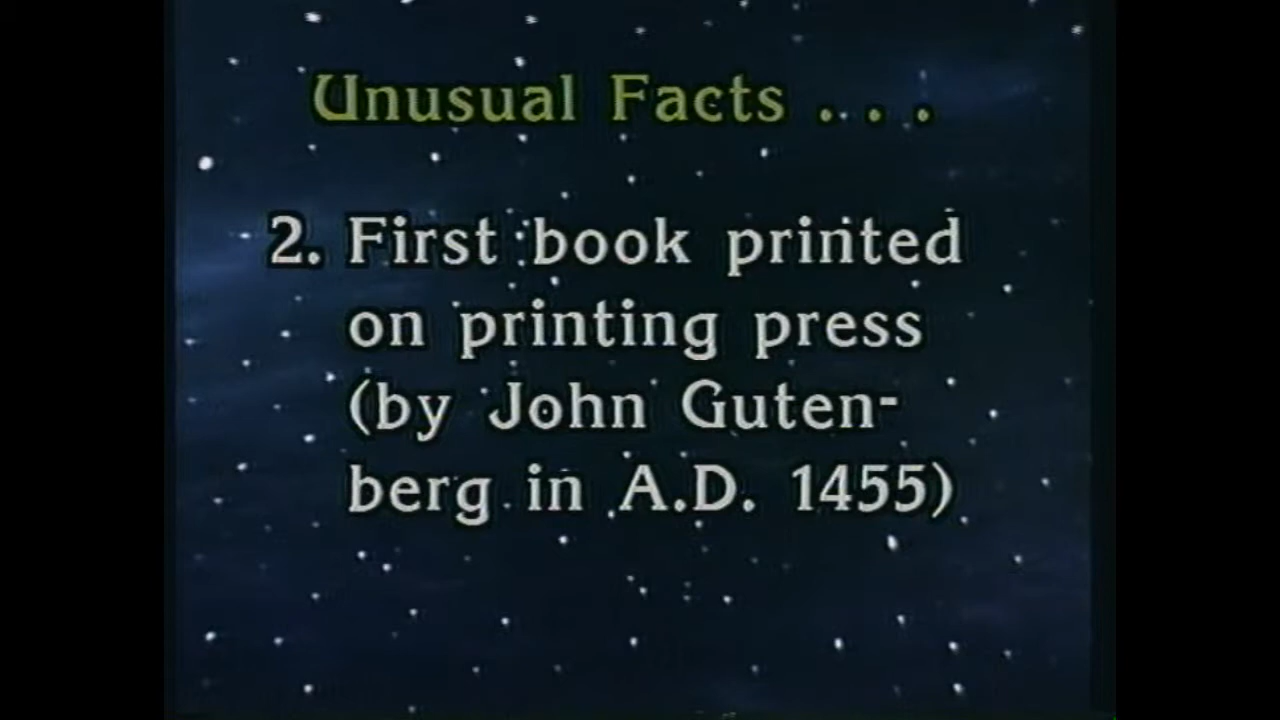 Unusual Facts . . .
2. First book printed
on printing press
(by John Guten-
berg in A.D. 1455)